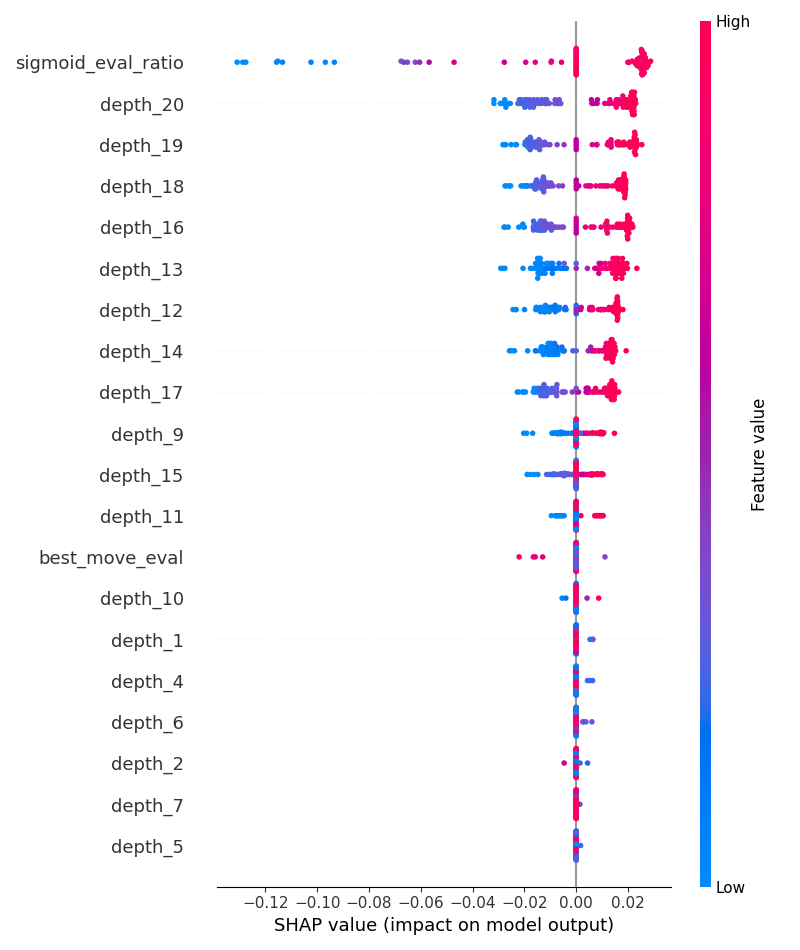 High
sigmoid_eval_ratio
depth_20
depth_19
depth_18
depth_16
depth_13
depth_12
depth_14
depth_17
depth_9
depth_15
depth_11
best_move_eval
depth_10
depth_1
depth_4
depth_6
depth_2
depth_7
depth_5
Feature value
Low
−0.12 −0.10 −0.08 −0.06 −0.04 −0.02 0.00 0.02
SHAP value (impact on model output)